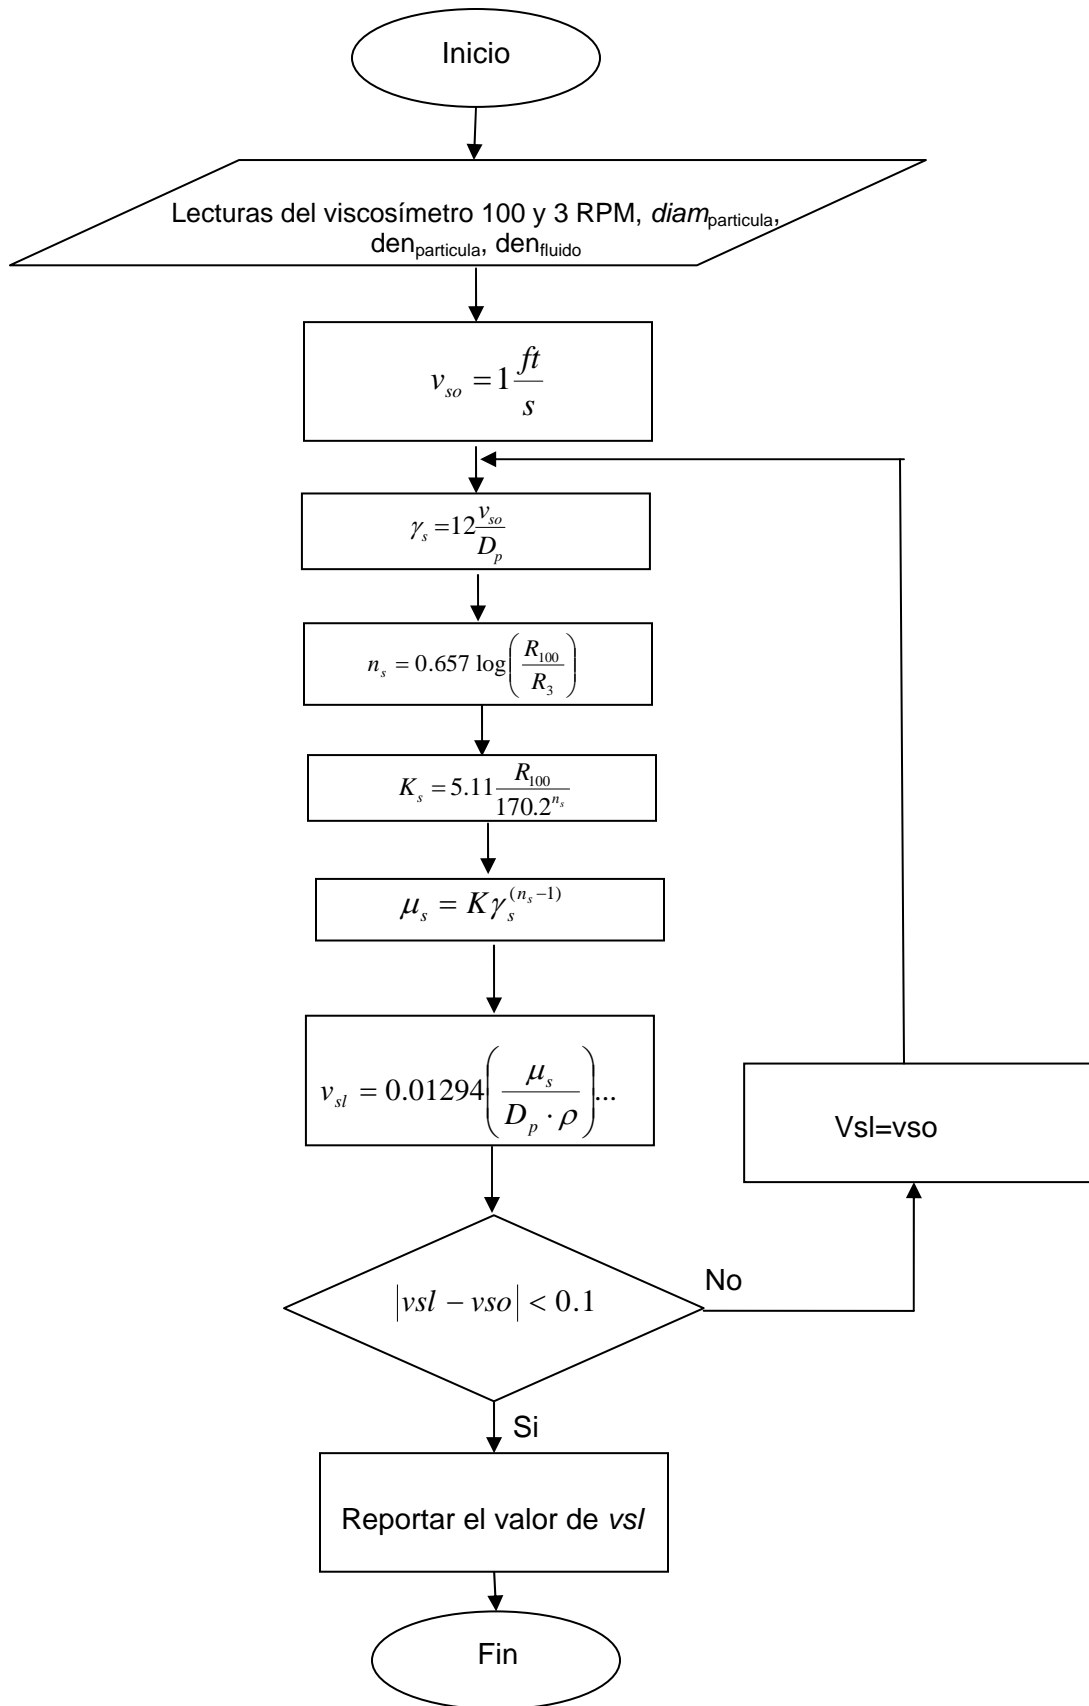 Inicio
Lecturas del viscosímetro 100 y 3 RPM, diam_particula,
den_particula, den_fluido
v_so = 1 ft/s
γ_s = 12 v_so/D_p
n_s = 0.657 log(R_100/R_3)
K_s = 5.11 R_100/170.2^n_s
μ_s = Kγ_s^(n_s−1)
v_sl = 0.01294(μ_s/(D_p · ρ))...
Vsl=vso
|vsl − vso| < 0.1
No
Si
Reportar el valor de vsl
Fin